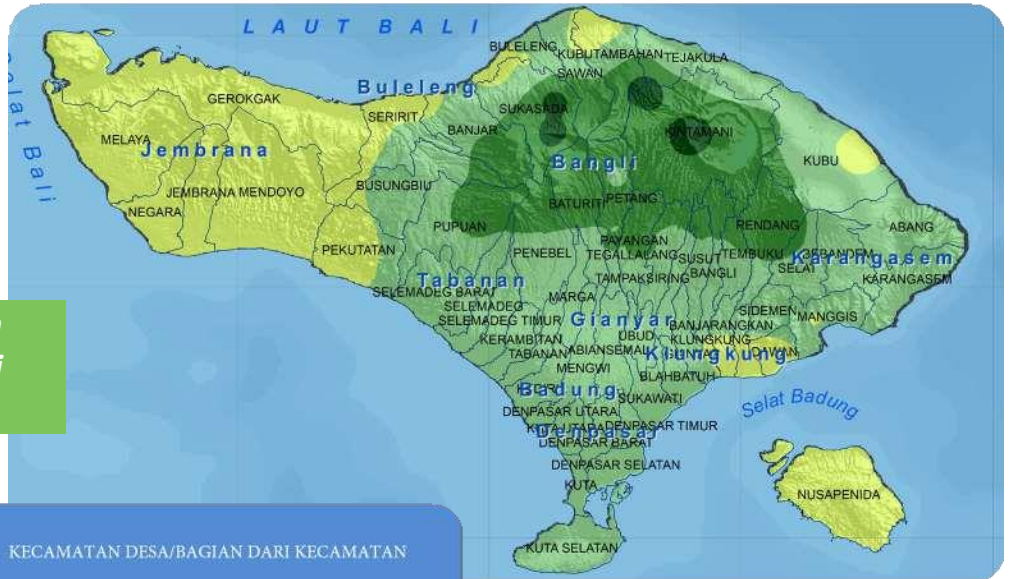 LAUT BALI
Selat Bali
BULELENG
KUBUTAMBAHAN
TEJAKULA
SAWAN
Buleleng
GEROKGAK
SERIRIT
SUKASADA
BANJAR
KINTAMANI
MELAYA
Jembrana
Bangli
KUBU
JEMBRANA
MENDOYO
BUSUNGBIU
BATURITI
PETANG
NEGARA
PUPUAN
RENDANG
ABANG
PEKUTATAN
PENEBEL
PAYANGAN
TEGALLALANG
SUSUT
TEMBUKU
BEBANDEM
Karangasem
SELAT
Tabanan
TAMPAKSIRING
BANGLI
KARANGASEM
SELEMADEG BARAT
MARGA
SELEMADEG
SIDEMEN
MANGGIS
SELEMADEG TIMUR
Gianyar
BANJARANGKAN
KERAMBITAN
UBUD
KLUNGKUNG
TABANAN
ABIANSEMAL
Klungkung
DAWAN
MENGWI
BLAHBATUH
Badung
SUKAWATI
Selat Badung
DENPASAR UTARA
KUTA UTARA
DENPASAR TIMUR
Denpasar
DENPASAR BARAT
DENPASAR SELATAN
KUTA
NUSAPENIDA
KUTA SELATAN
KECAMATAN DESA/BAGIAN DARI KECAMATAN